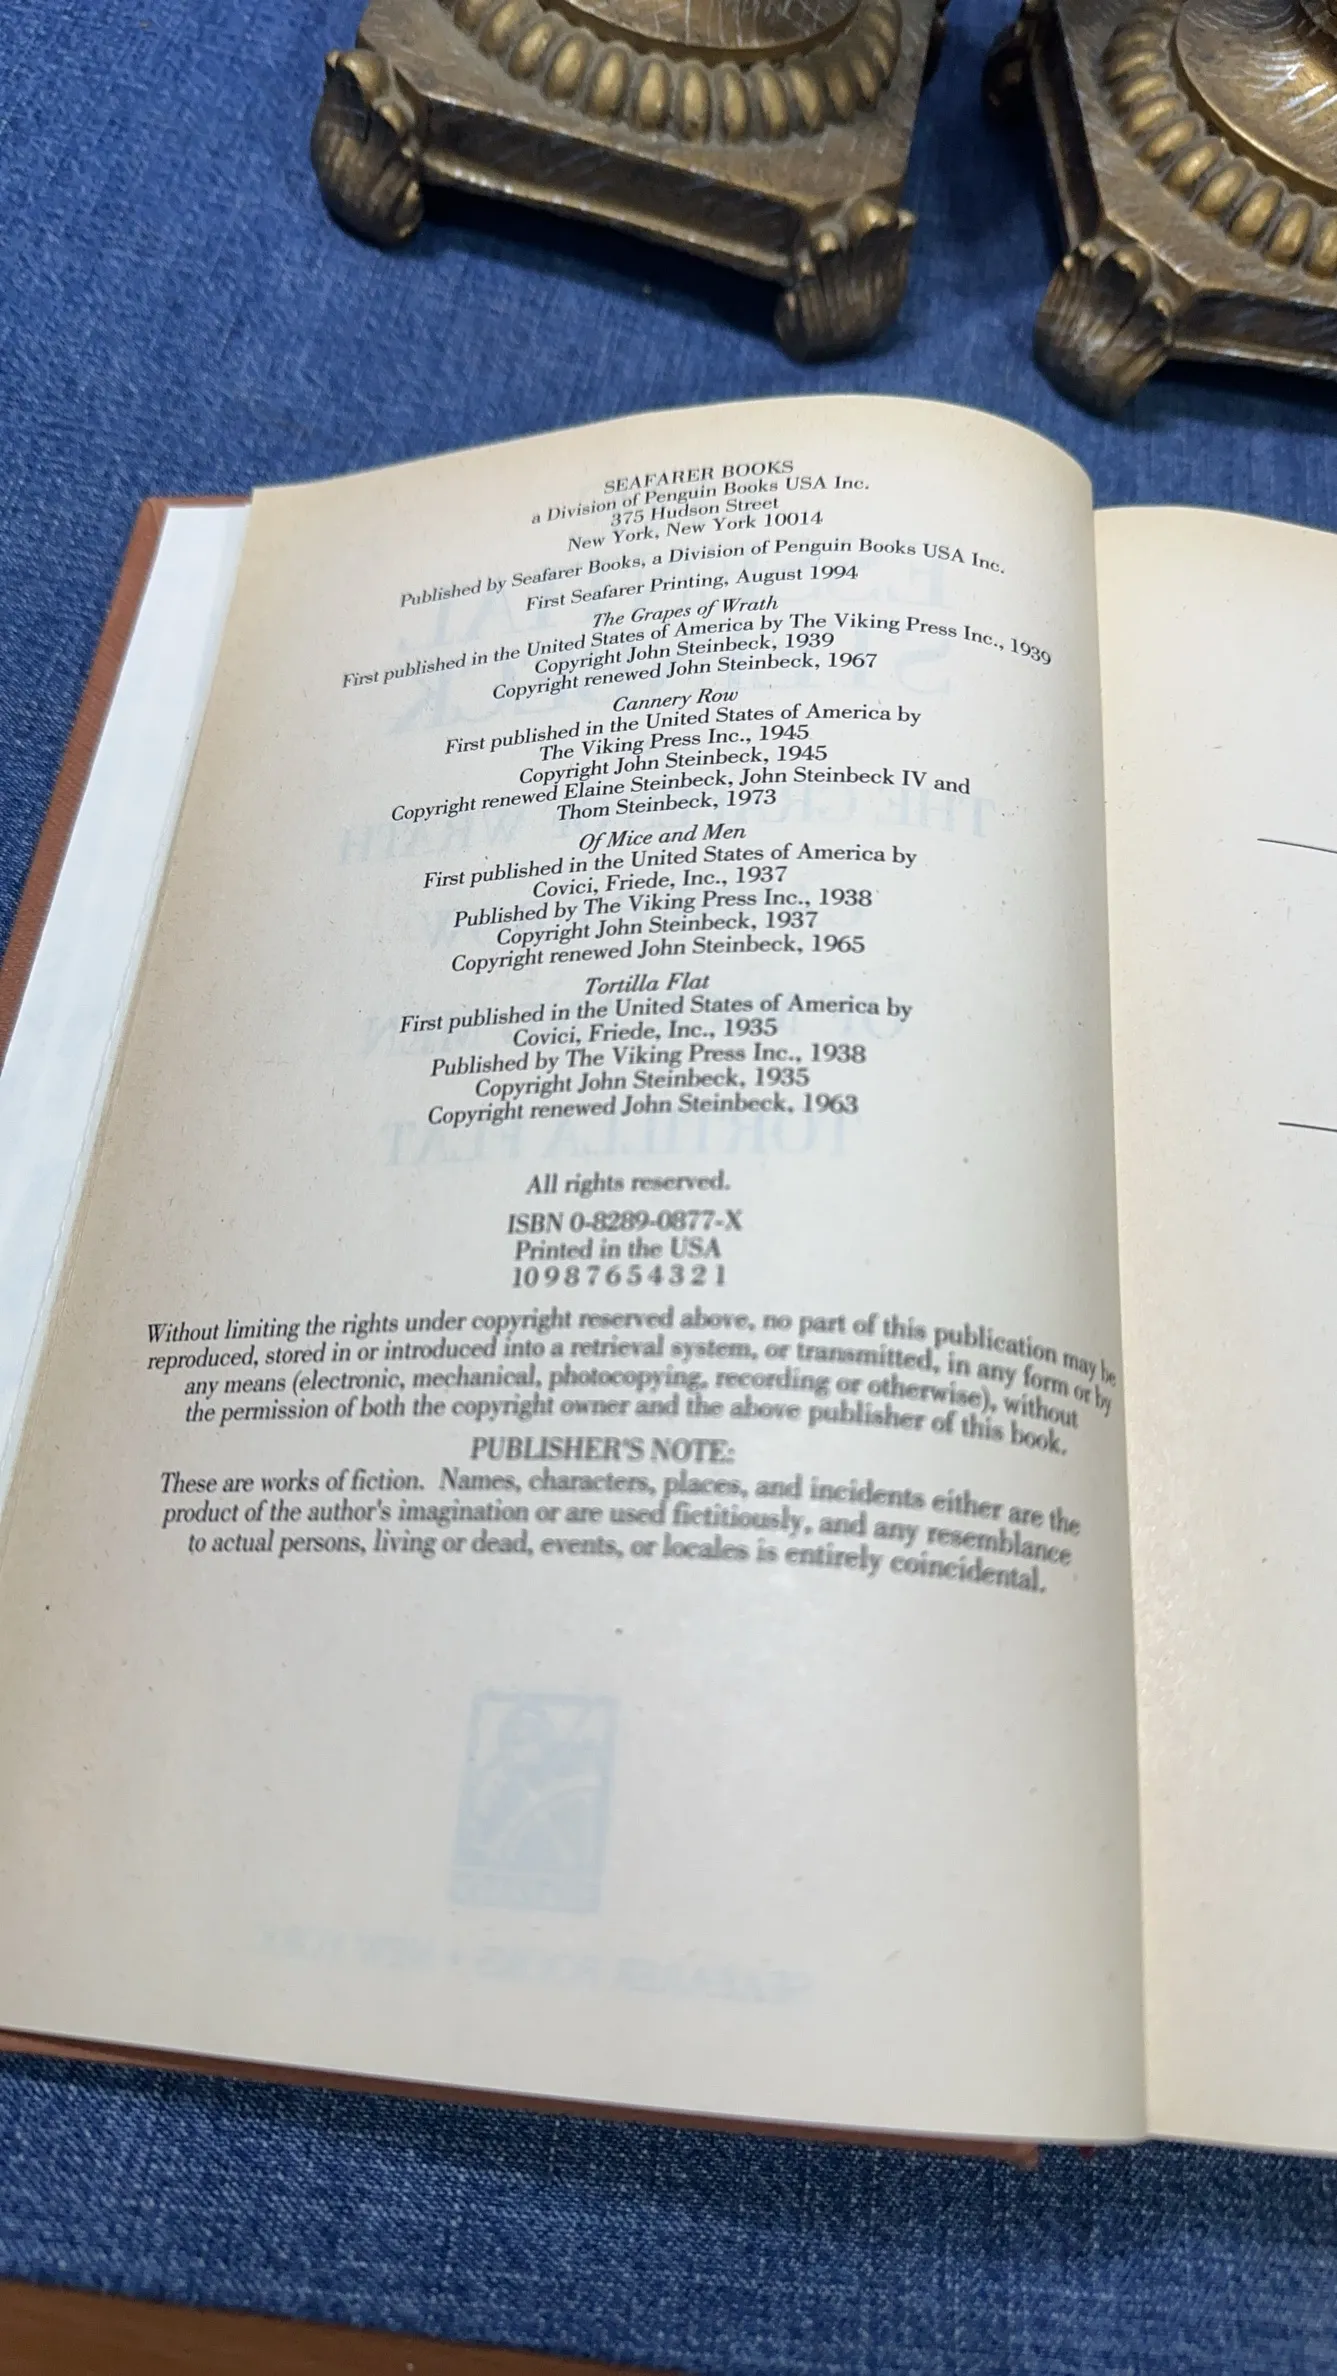 SEAFARER BOOKS
a Division of Penguin Books USA Inc.
375 Hudson Street
New York, New York 10014
Published by Seafarer Books, a Division of Penguin Books USA Inc.
First Seafarer Printing, August 1994
The Grapes of Wrath
First published in the United States of America by The Viking Press Inc., 1939
Copyright John Steinbeck, 1939
Copyright renewed John Steinbeck, 1967
Cannery Row
First published in the United States of America by
The Viking Press Inc., 1945
Copyright John Steinbeck, 1945
Copyright renewed Elaine Steinbeck, John Steinbeck IV and
Thom Steinbeck, 1973
Of Mice and Men
First published in the United States of America by
Covici, Friede, Inc., 1937
Published by The Viking Press Inc., 1938
Copyright John Steinbeck, 1937
Copyright renewed John Steinbeck, 1965
Tortilla Flat
First published in the United States of America by
Covici, Friede, Inc., 1935
Published by The Viking Press Inc., 1938
Copyright John Steinbeck, 1935
Copyright renewed John Steinbeck, 1963
All rights reserved.
ISBN 0-8289-0877-X
Printed in the USA
10 9 8 7 6 5 4 3 2 1
Without limiting the rights under copyright reserved above, no part of this publication may be
reproduced, stored in or introduced into a retrieval system, or transmitted, in any form or by
any means (electronic, mechanical, photocopying, recording or otherwise), without
the permission of both the copyright owner and the above publisher of this book.
PUBLISHER'S NOTE:
These are works of fiction. Names, characters, places, and incidents either are the
product of the author's imagination or are used fictitiously, and any resemblance
to actual persons, living or dead, events, or locales is entirely coincidental.